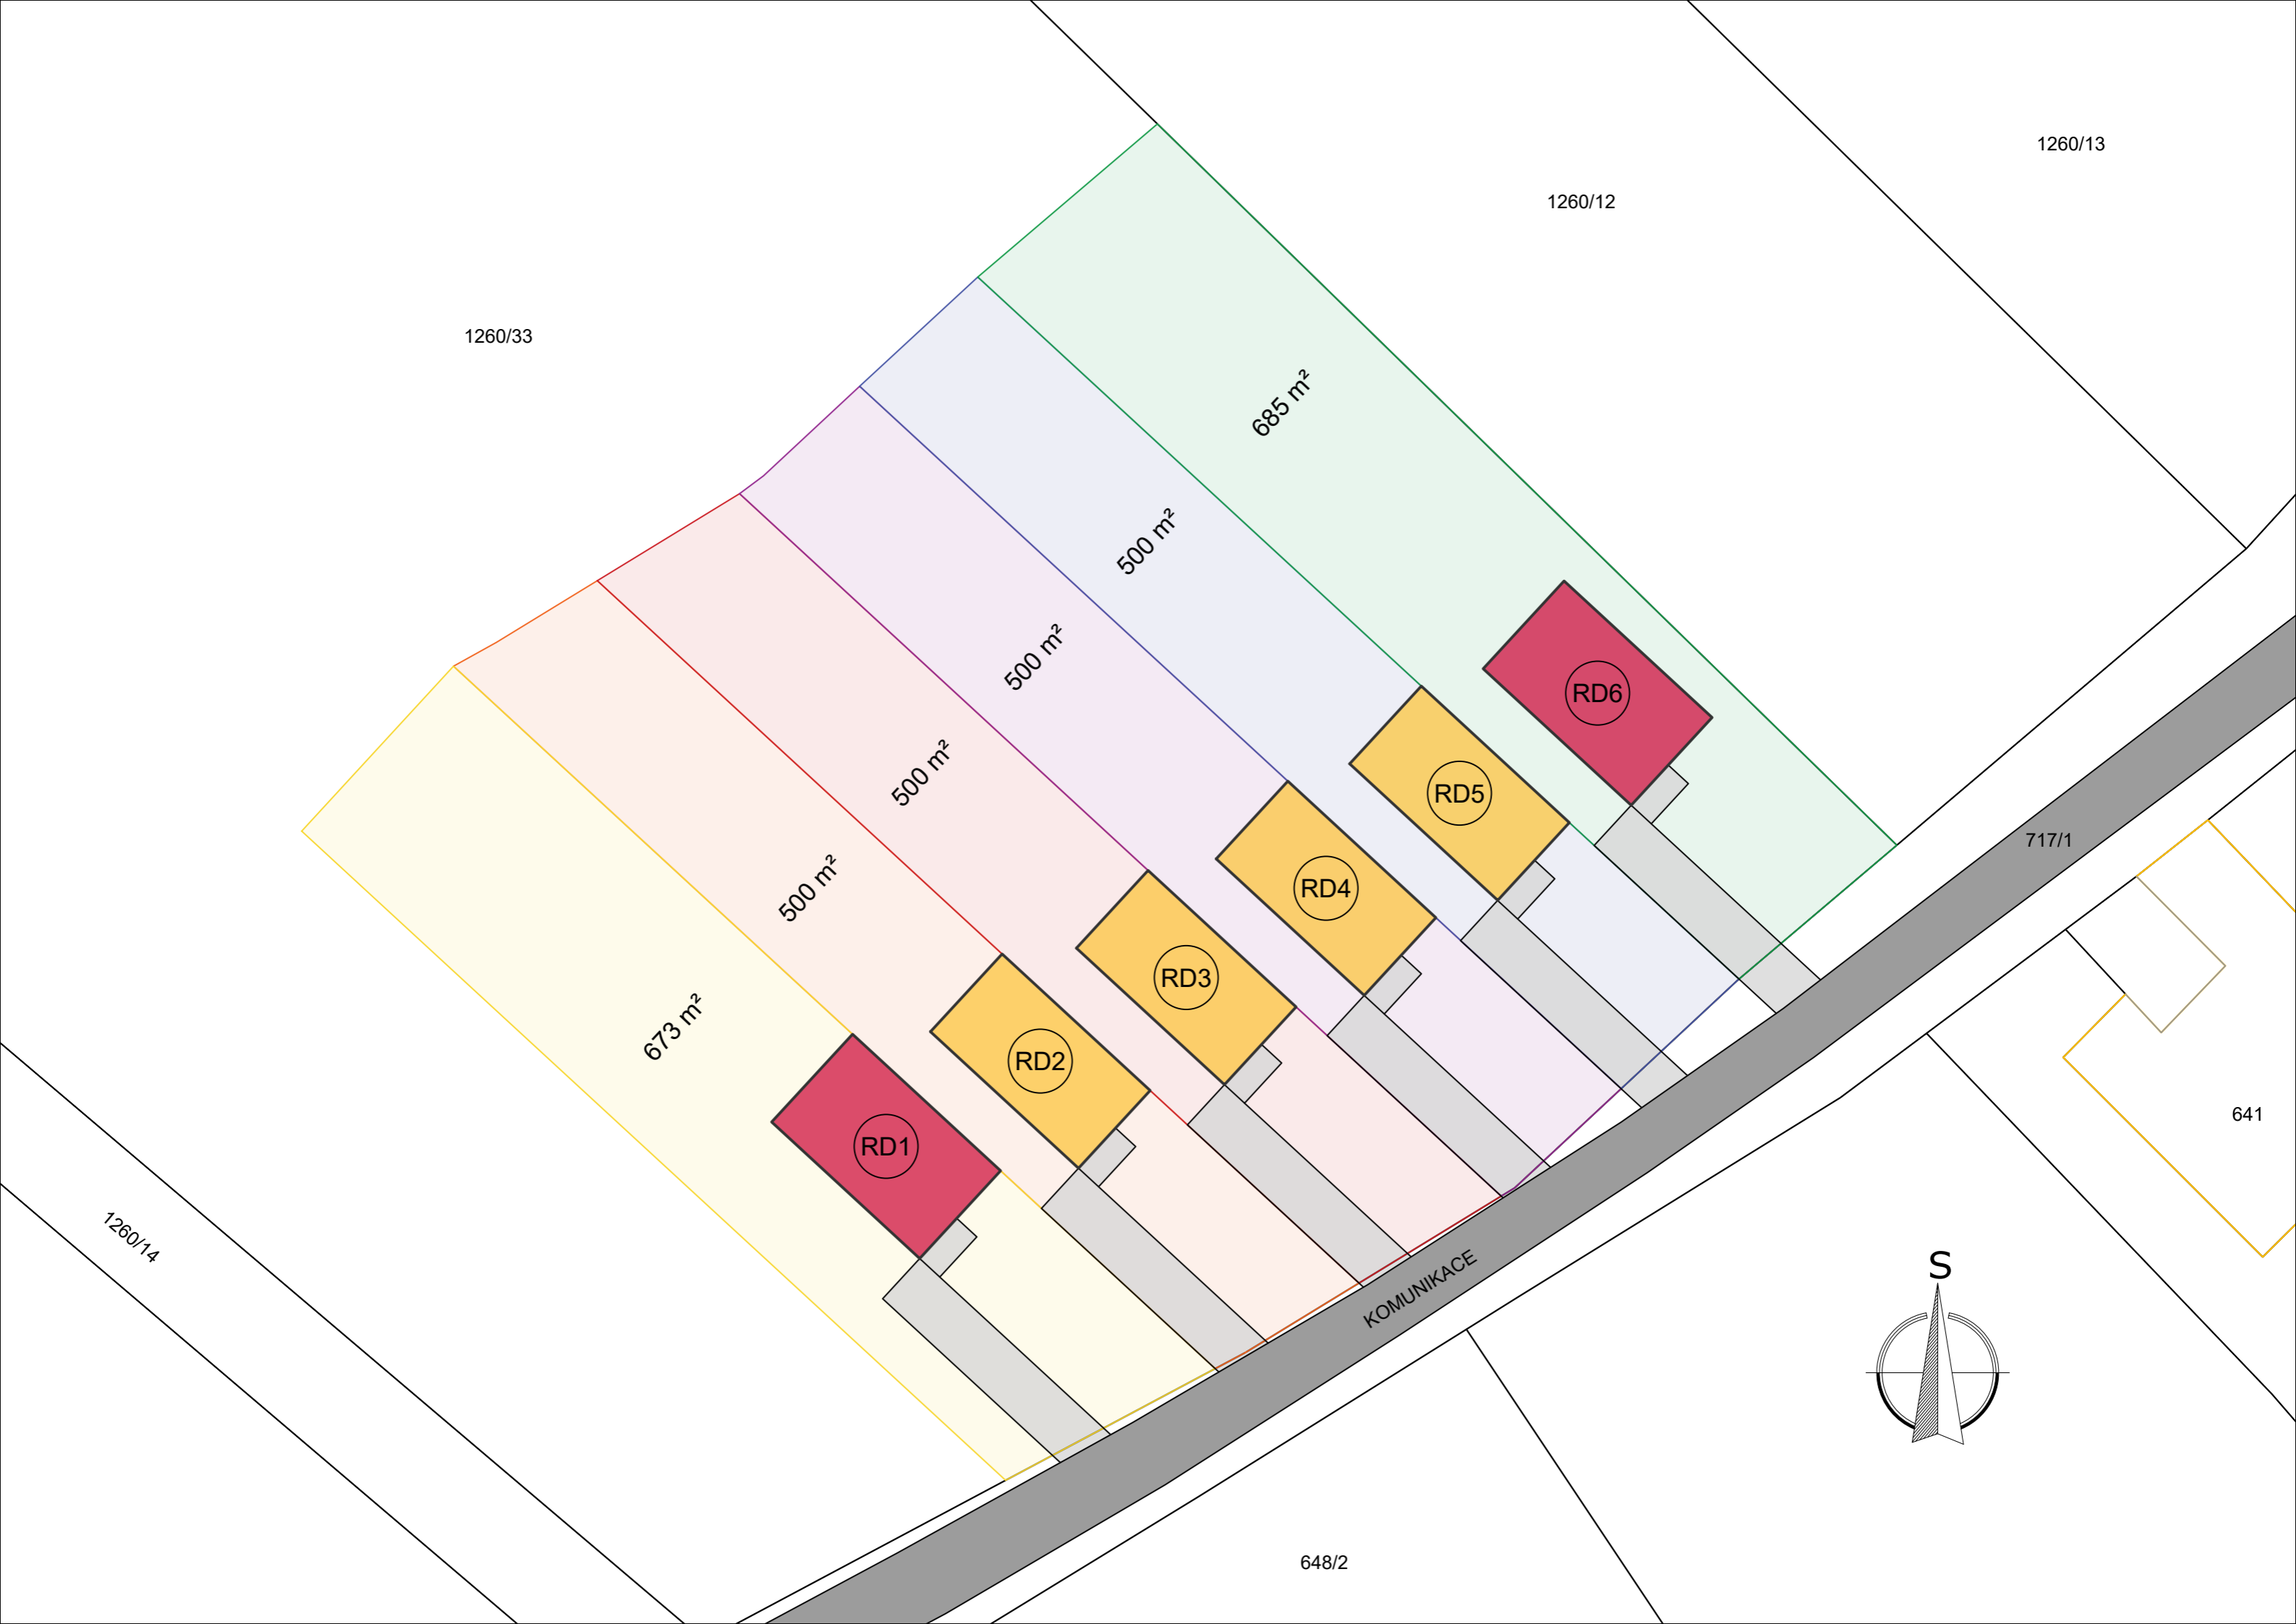 1260/13
1260/12
1260/33
685 m²
500 m²
500 m²
500 m²
500 m²
673 m²
RD6
RD5
RD4
RD3
RD2
RD1
717/1
641
1260/14
KOMUNIKACE
S
648/2